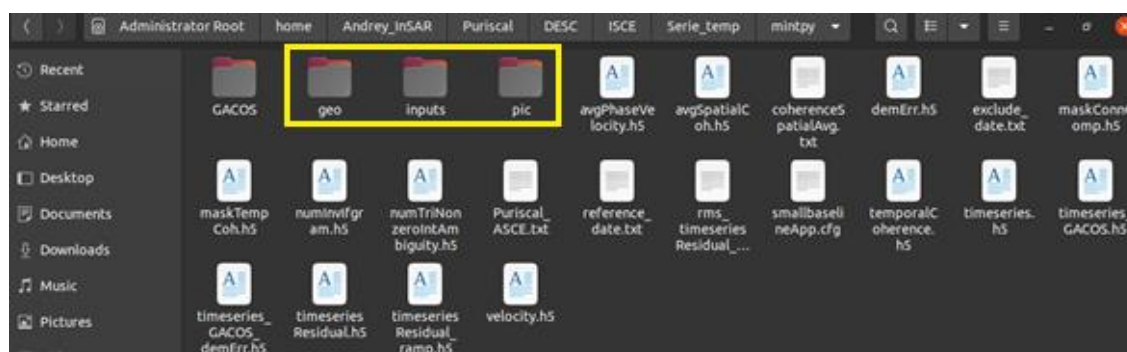 Administrator Root home Andrey_InSAR Puriscal DESC ISCE Serie_temp mintpy
Recent
Starred
Home
Desktop
Documents
Downloads
Music
Pictures
GACOS geo inputs pic avgPhaseVe avgSpatialC coherenceS demErr.h5 exclude_ maskConnC
locity.h5 oh.h5 patialAvg. date.txt omp.h5
txt
maskTemp numInvIfgr numTriNon Puriscal_ reference_ rms_ smallbaseli temporalC timeseries. timeseries_
Coh.h5 am.h5 zeroIntAm ASCE.txt date.txt timeseries neApp.cfg oherence. h5 GACOS.h5
biguity.h5 Residual_... h5
timeseries_ timeseries timeseries velocity.h5
GACOS_ Residual.h5 Residual_
demErr.h5 ramp.h5